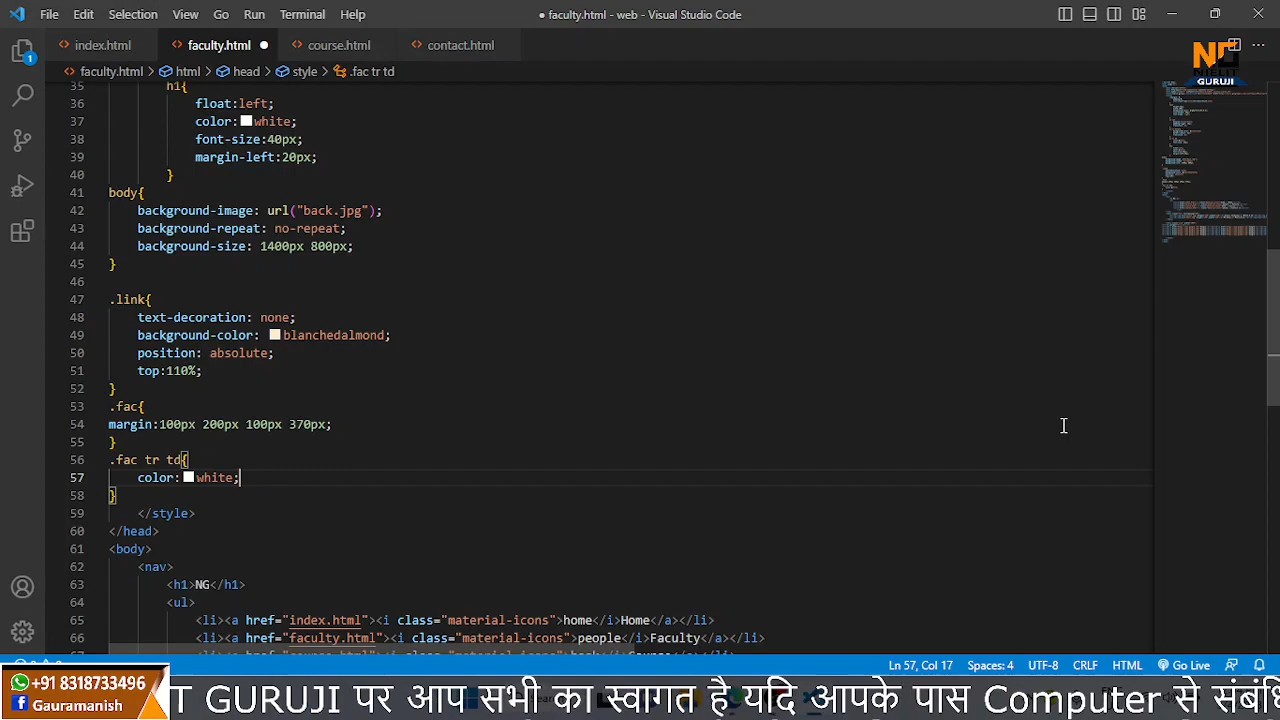 File Edit Selection View Go Run Terminal Help
● faculty.html - web - Visual Studio Code
index.html faculty.html ● course.html contact.html
NG
NIELIT
GURUJI
faculty.html > html > head > style > .fac tr td
1
35 h1{
36 float:left;
37 color: white;
38 font-size:40px;
39 margin-left:20px;
40 }
41 body{
42 background-image: url("back.jpg");
43 background-repeat: no-repeat;
44 background-size: 1400px 800px;
45 }
46
47 .link{
48 text-decoration: none;
49 background-color: blanchedalmond;
50 position: absolute;
51 top:110%;
52 }
53 .fac{
54 margin:100px 200px 100px 370px;
55 }
56 .fac tr td{
57 color: white;
58 }
59 </style>
60 </head>
61 <body>
62 <nav>
63 <h1>NG</h1>
64 <ul>
65 <li><a href="index.html"><i class="material-icons">home</i>Home</a></li>
66 <li><a href="faculty.html"><i class="material-icons">people</i>Faculty</a></li>
Ln 57, Col 17 Spaces: 4 UTF-8 CRLF HTML Go Live
+91 8318733496
Gauramanish
T GURUJI पर आप सभी का स्वागत है यदि आपके पास Computer से संबंधि